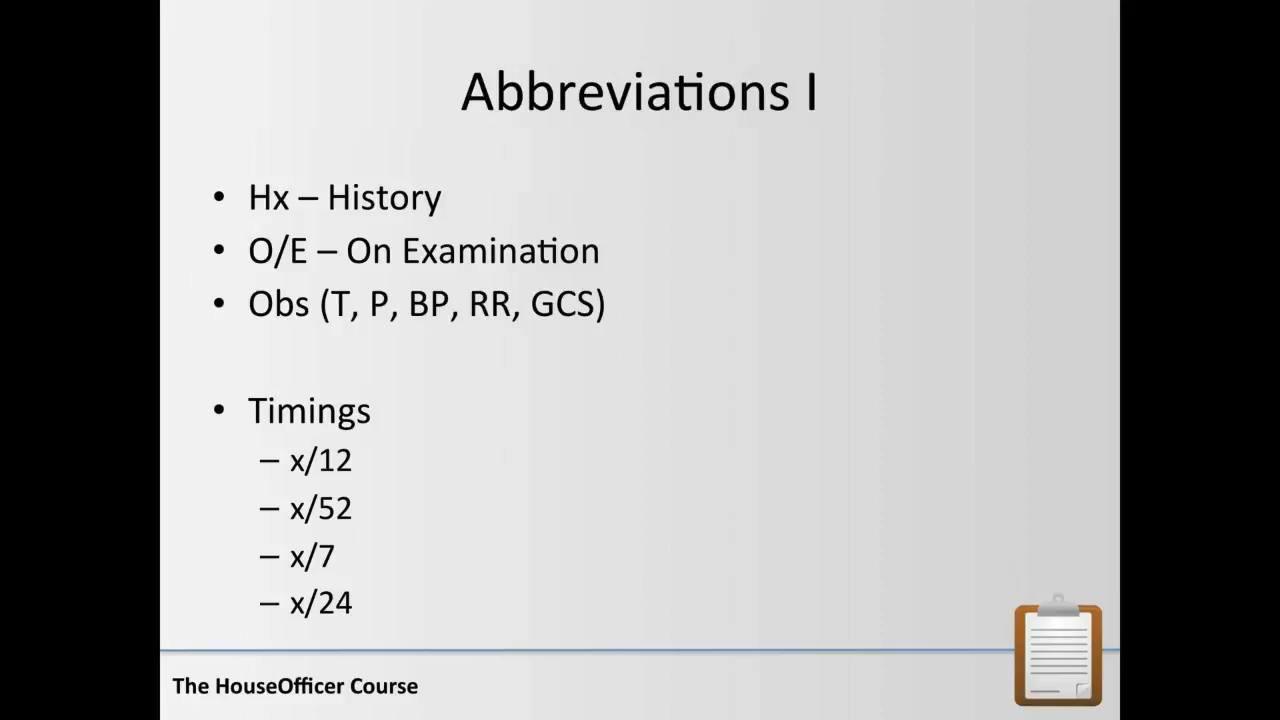 Abbreviations I
• Hx – History
• O/E – On Examination
• Obs (T, P, BP, RR, GCS)
• Timings
– x/12
– x/52
– x/7
– x/24
The HouseOfficer Course